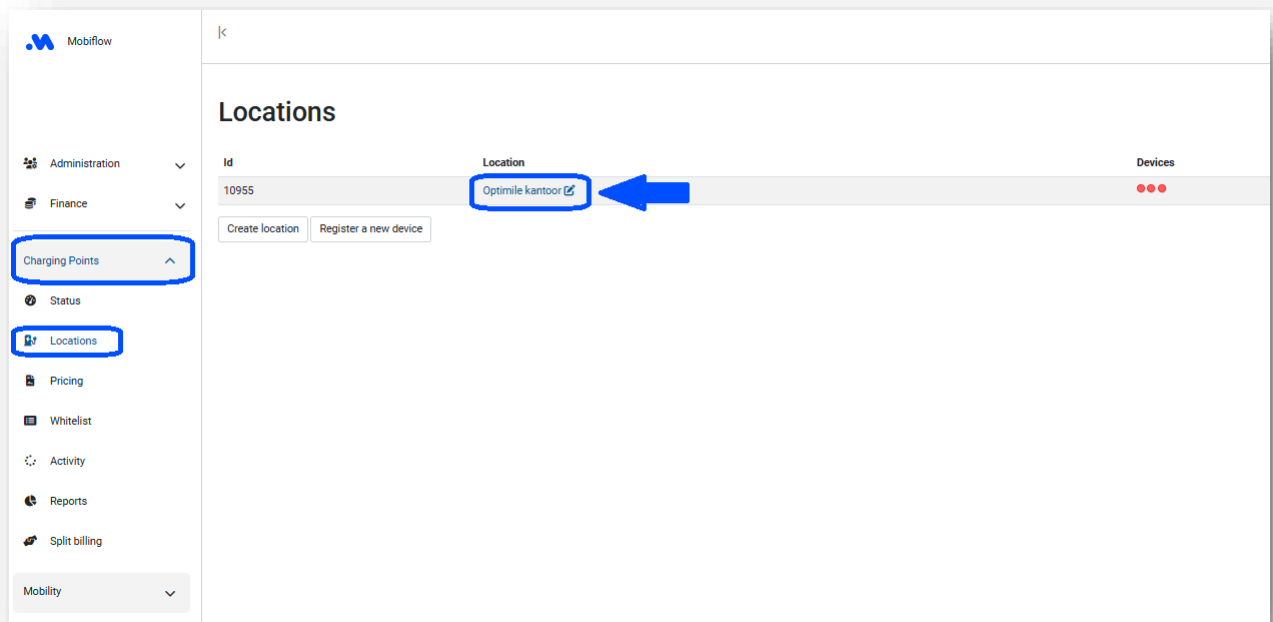 Mobiflow
Administration
Finance
Charging Points
Status
Locations
Pricing
Whitelist
Activity
Reports
Split billing
Mobility
Locations
Id Location Devices
10955 Optimile kantoor
Create location Register a new device